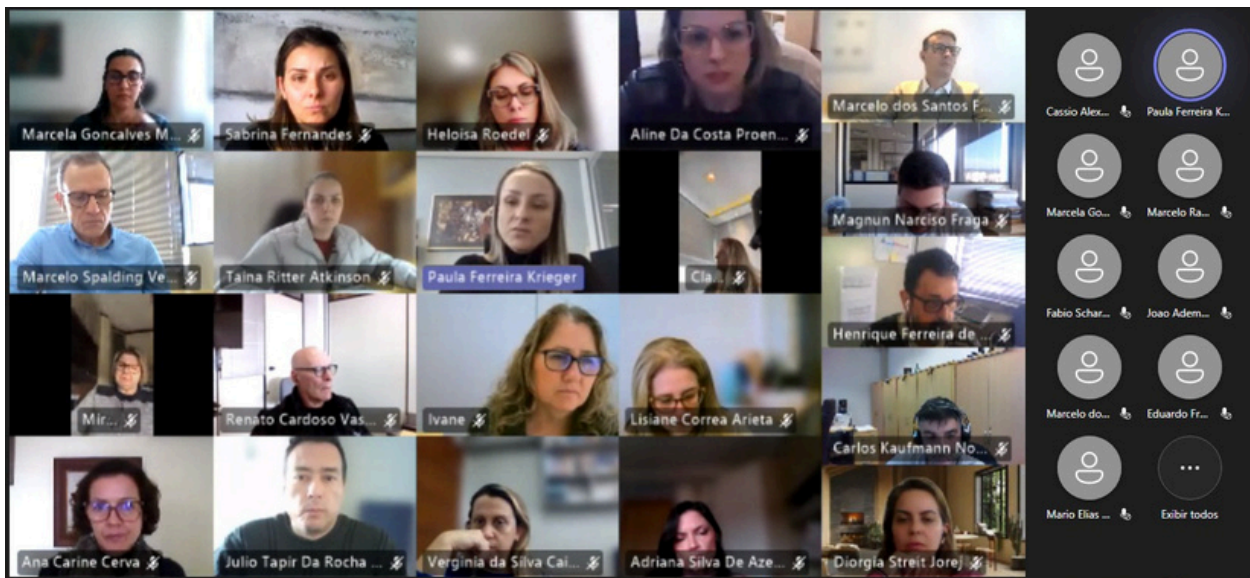 Marcela Goncalves M...
Sabrina Fernandes
Heloisa Roedel
Aline Da Costa Proen...
Marcelo dos Santos F...
Magnun Narciso Fraga
Marcelo Spalding Ve...
Taina Ritter Atkinson
Paula Ferreira Krieger
Cla...
Henrique Ferreira de ...
Mir...
Renato Cardoso Vas...
Ivane
Lisiane Correa Arieta
Carlos Kaufmann No...
Ana Carine Cerva
Julio Tapir Da Rocha ...
Verginia da Silva Cai...
Adriana Silva De Aze...
Diorgia Streit Jorej
Cassio Alex...
Paula Ferreira K...
Marcela Go...
Marcelo Ra...
Fabio Schar...
Joao Adem...
Marcelo do...
Eduardo Fr...
Mario Elias ...
Exibir todos